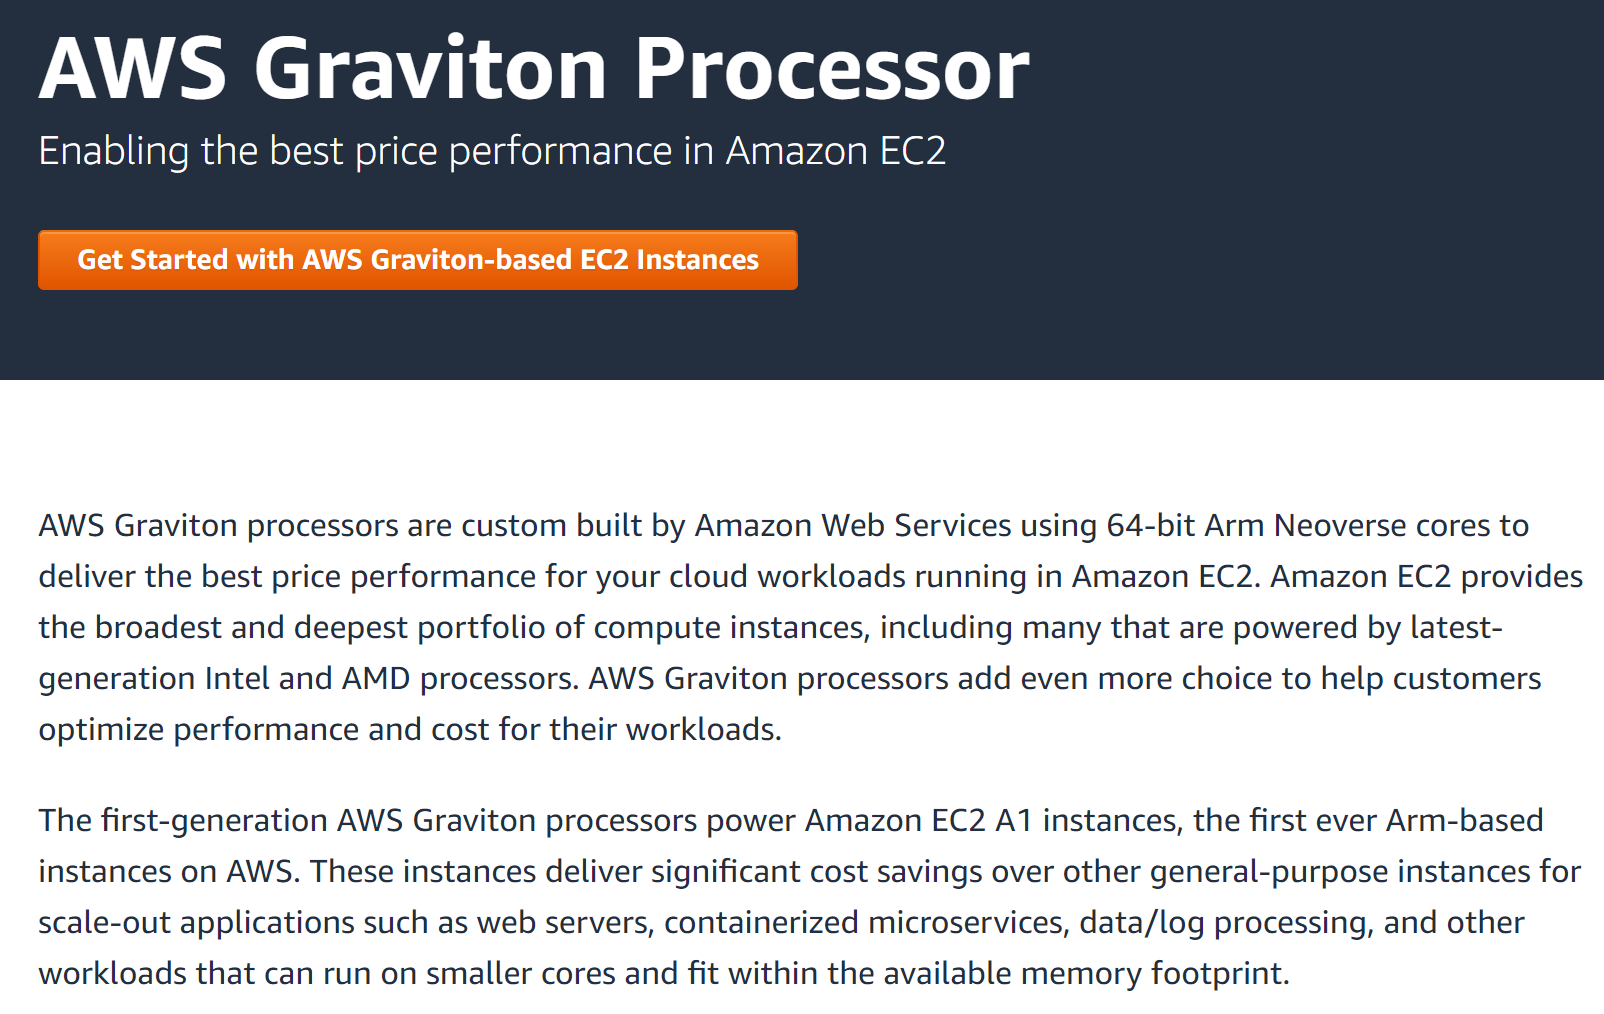 AWS Graviton Processor
Enabling the best price performance in Amazon EC2
Get Started with AWS Graviton-based EC2 Instances
AWS Graviton processors are custom built by Amazon Web Services using 64-bit Arm Neoverse cores to
deliver the best price performance for your cloud workloads running in Amazon EC2. Amazon EC2 provides
the broadest and deepest portfolio of compute instances, including many that are powered by latest-
generation Intel and AMD processors. AWS Graviton processors add even more choice to help customers
optimize performance and cost for their workloads.
The first-generation AWS Graviton processors power Amazon EC2 A1 instances, the first ever Arm-based
instances on AWS. These instances deliver significant cost savings over other general-purpose instances for
scale-out applications such as web servers, containerized microservices, data/log processing, and other
workloads that can run on smaller cores and fit within the available memory footprint.